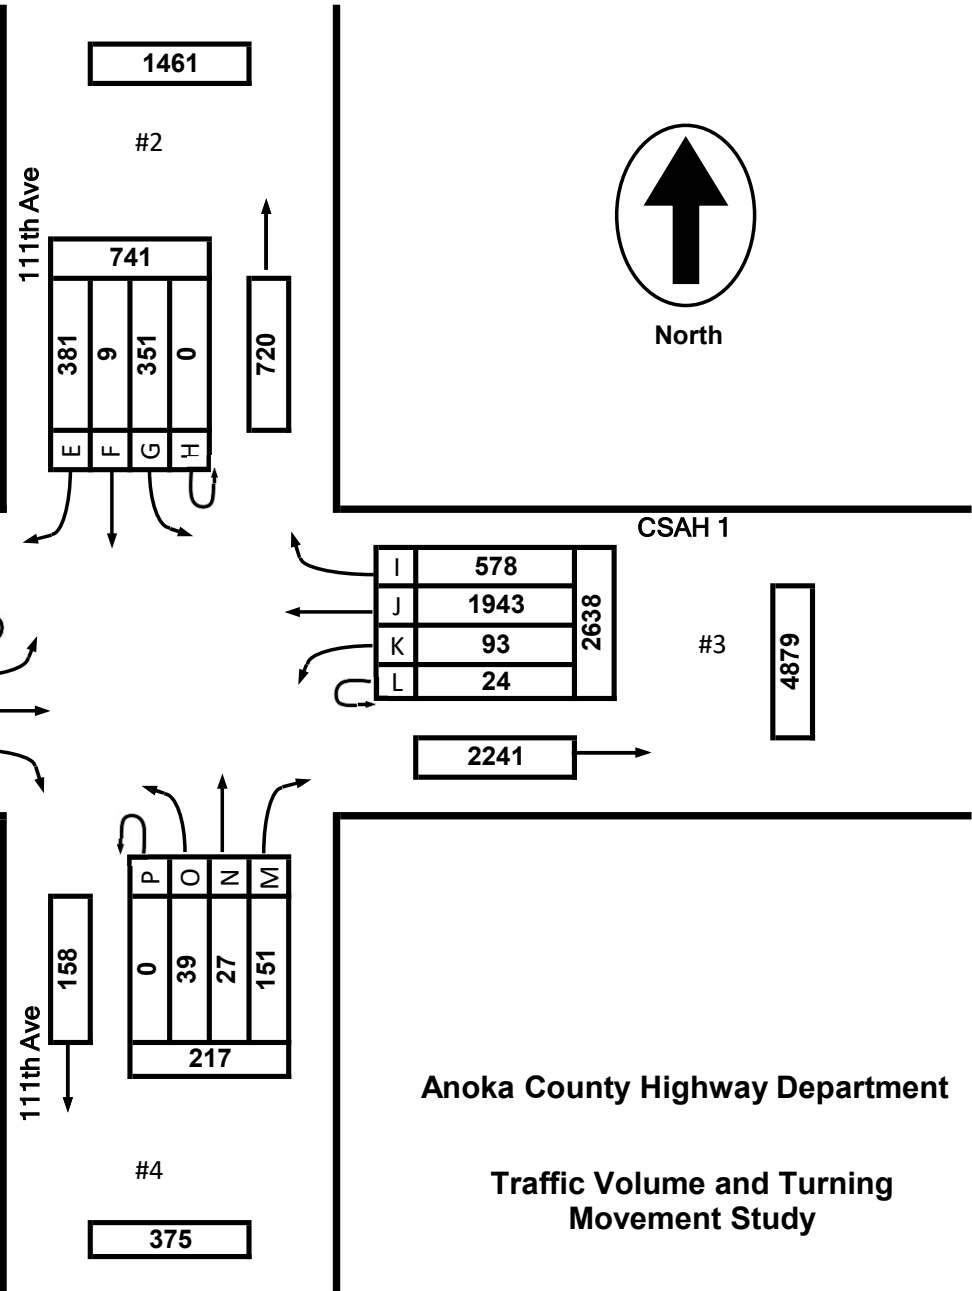 1461
#2
111th Ave
741
381
9
351
0
720
E
F
G
H
North
CSAH 1
I 578
J 1943
K 93
L 24
2638
#3
4879
2241
P
O
N
M
0
39
27
151
217
158
111th Ave
#4
375
Anoka County Highway Department
Traffic Volume and Turning
Movement Study